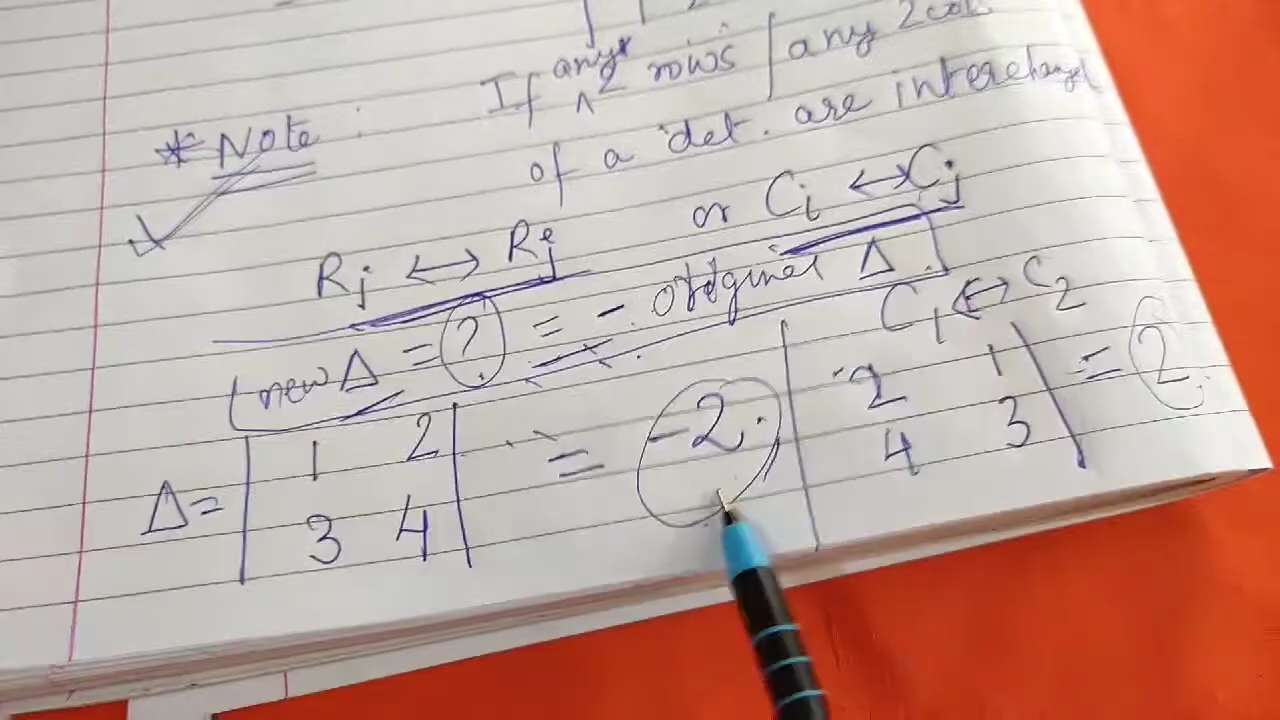 If any 2 rows / any 2 col
* Note :
of a det. are interchanged
Ri ↔ Rj or Ci ↔ Cj
new Δ = ? = - original Δ
C1 ↔ C2
Δ = | 1 2 | = -2. | 2 1 | = 2
| 3 4 | | 4 3 |